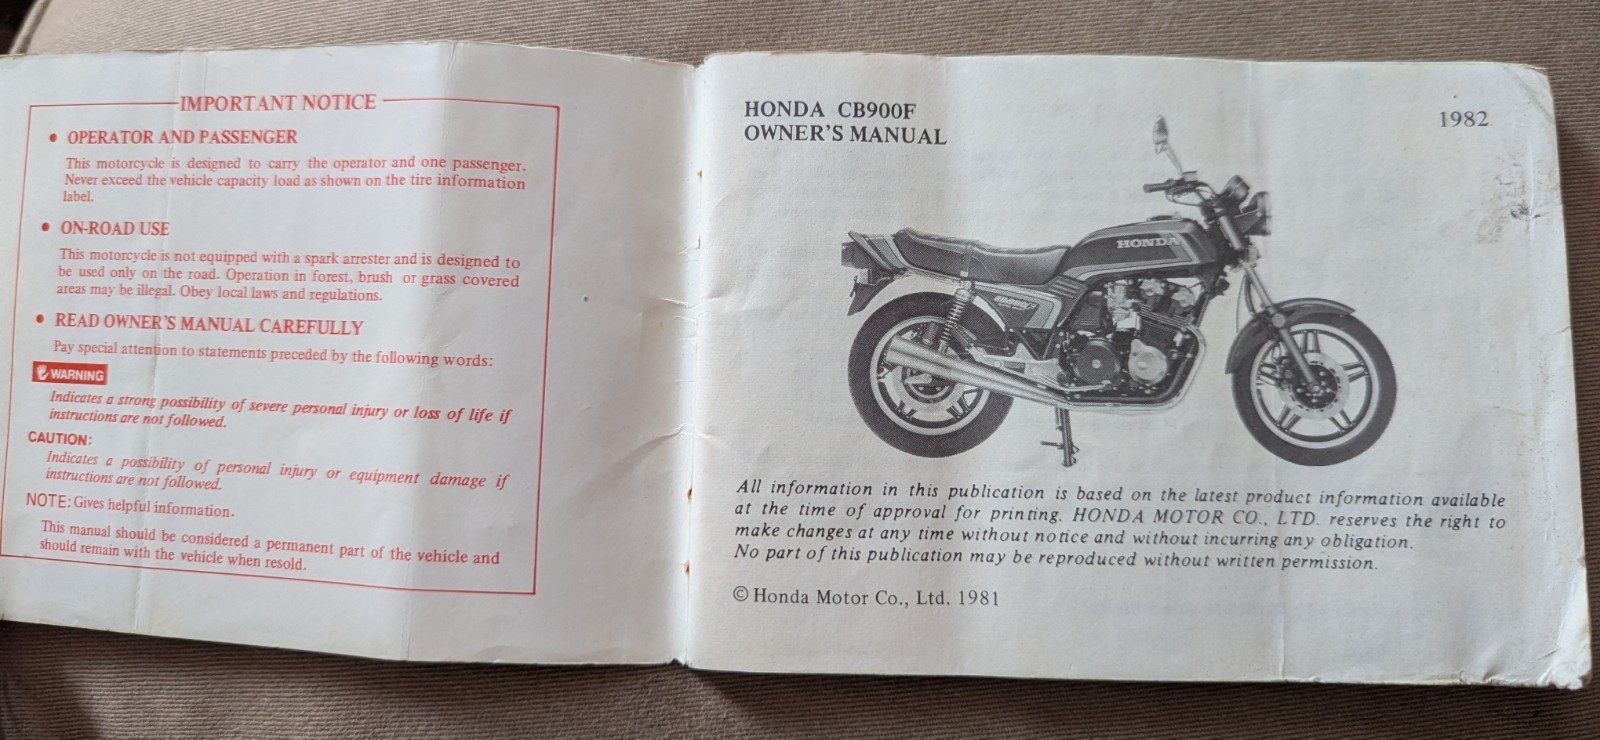 IMPORTANT NOTICE
• OPERATOR AND PASSENGER
This motorcycle is designed to carry the operator and one passenger.
Never exceed the vehicle capacity load as shown on the tire information
label.
• ON-ROAD USE
This motorcycle is not equipped with a spark arrester and is designed to
be used only on the road. Operation in forest, brush or grass covered
areas may be illegal. Obey local laws and regulations.
• READ OWNER'S MANUAL CAREFULLY
Pay special attention to statements preceded by the following words:
WARNING
Indicates a strong possibility of severe personal injury or loss of life if
instructions are not followed.
CAUTION:
Indicates a possibility of personal injury or equipment damage if
instructions are not followed.
NOTE: Gives helpful information.
This manual should be considered a permanent part of the vehicle and
should remain with the vehicle when resold.
HONDA CB900F
OWNER'S MANUAL
1982
HONDA
All information in this publication is based on the latest product information available
at the time of approval for printing. HONDA MOTOR CO., LTD. reserves the right to
make changes at any time without notice and without incurring any obligation.
No part of this publication may be reproduced without written permission.
© Honda Motor Co., Ltd. 1981